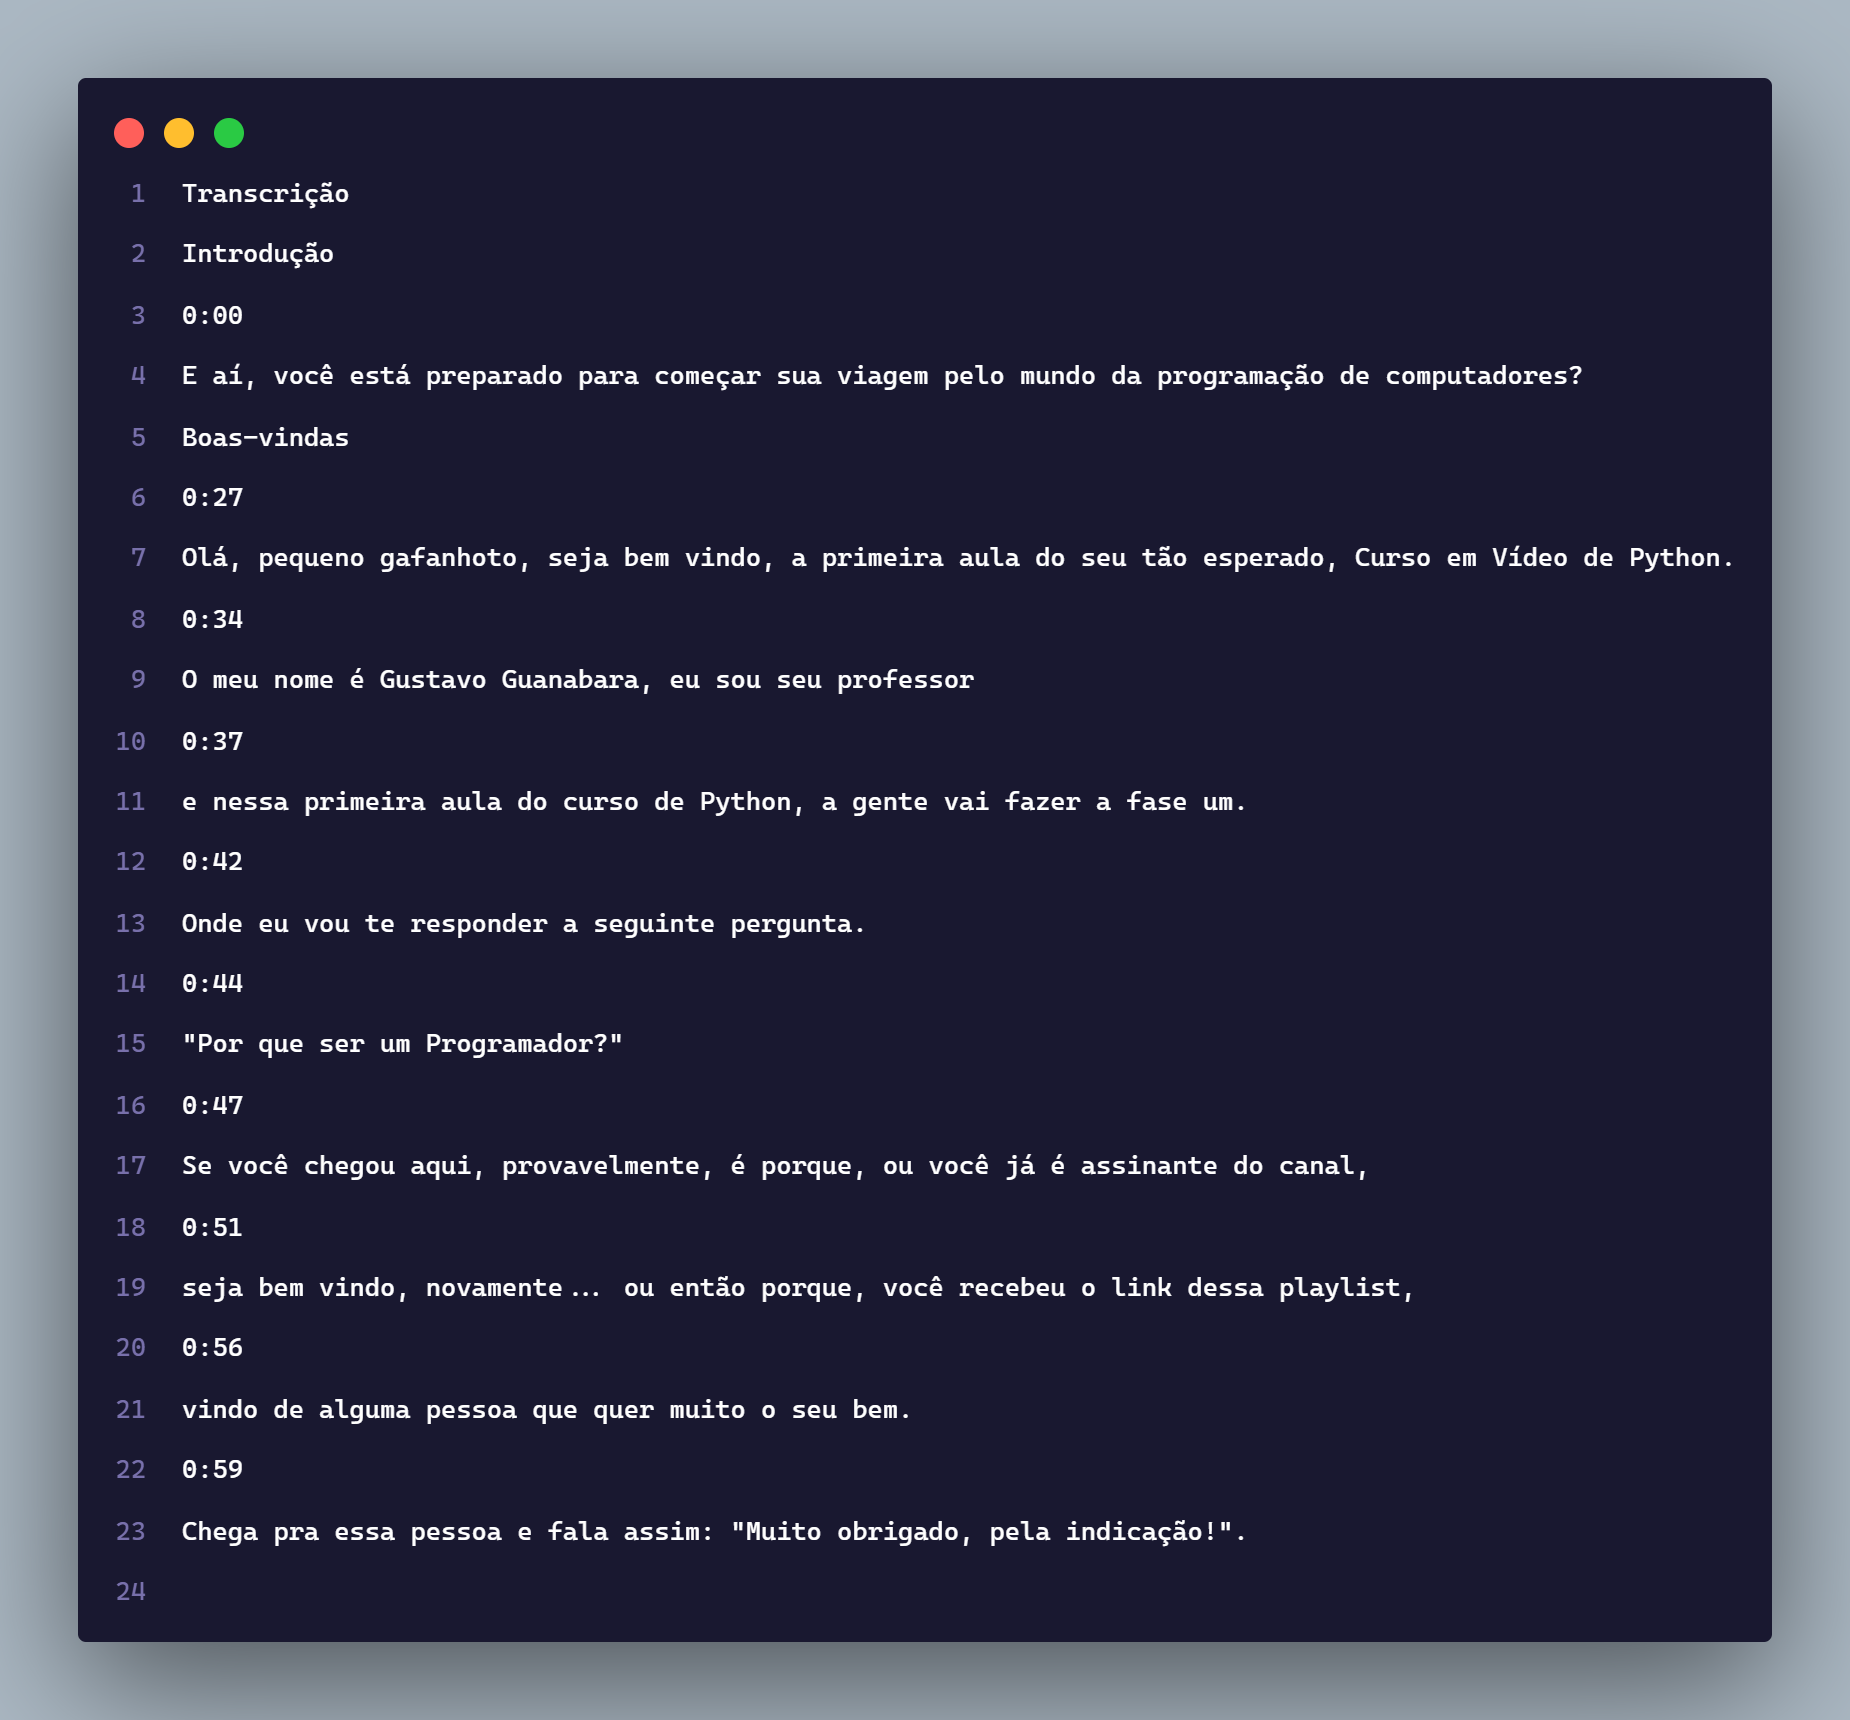 1 Transcrição
2 Introdução
3 0:00
4 E aí, você está preparado para começar sua viagem pelo mundo da programação de computadores?
5 Boas-vindas
6 0:27
7 Olá, pequeno gafanhoto, seja bem vindo, a primeira aula do seu tão esperado, Curso em Vídeo de Python.
8 0:34
9 O meu nome é Gustavo Guanabara, eu sou seu professor
10 0:37
11 e nessa primeira aula do curso de Python, a gente vai fazer a fase um.
12 0:42
13 Onde eu vou te responder a seguinte pergunta.
14 0:44
15 "Por que ser um Programador?"
16 0:47
17 Se você chegou aqui, provavelmente, é porque, ou você já é assinante do canal,
18 0:51
19 seja bem vindo, novamente... ou então porque, você recebeu o link dessa playlist,
20 0:56
21 vindo de alguma pessoa que quer muito o seu bem.
22 0:59
23 Chega pra essa pessoa e fala assim: "Muito obrigado, pela indicação!".
24